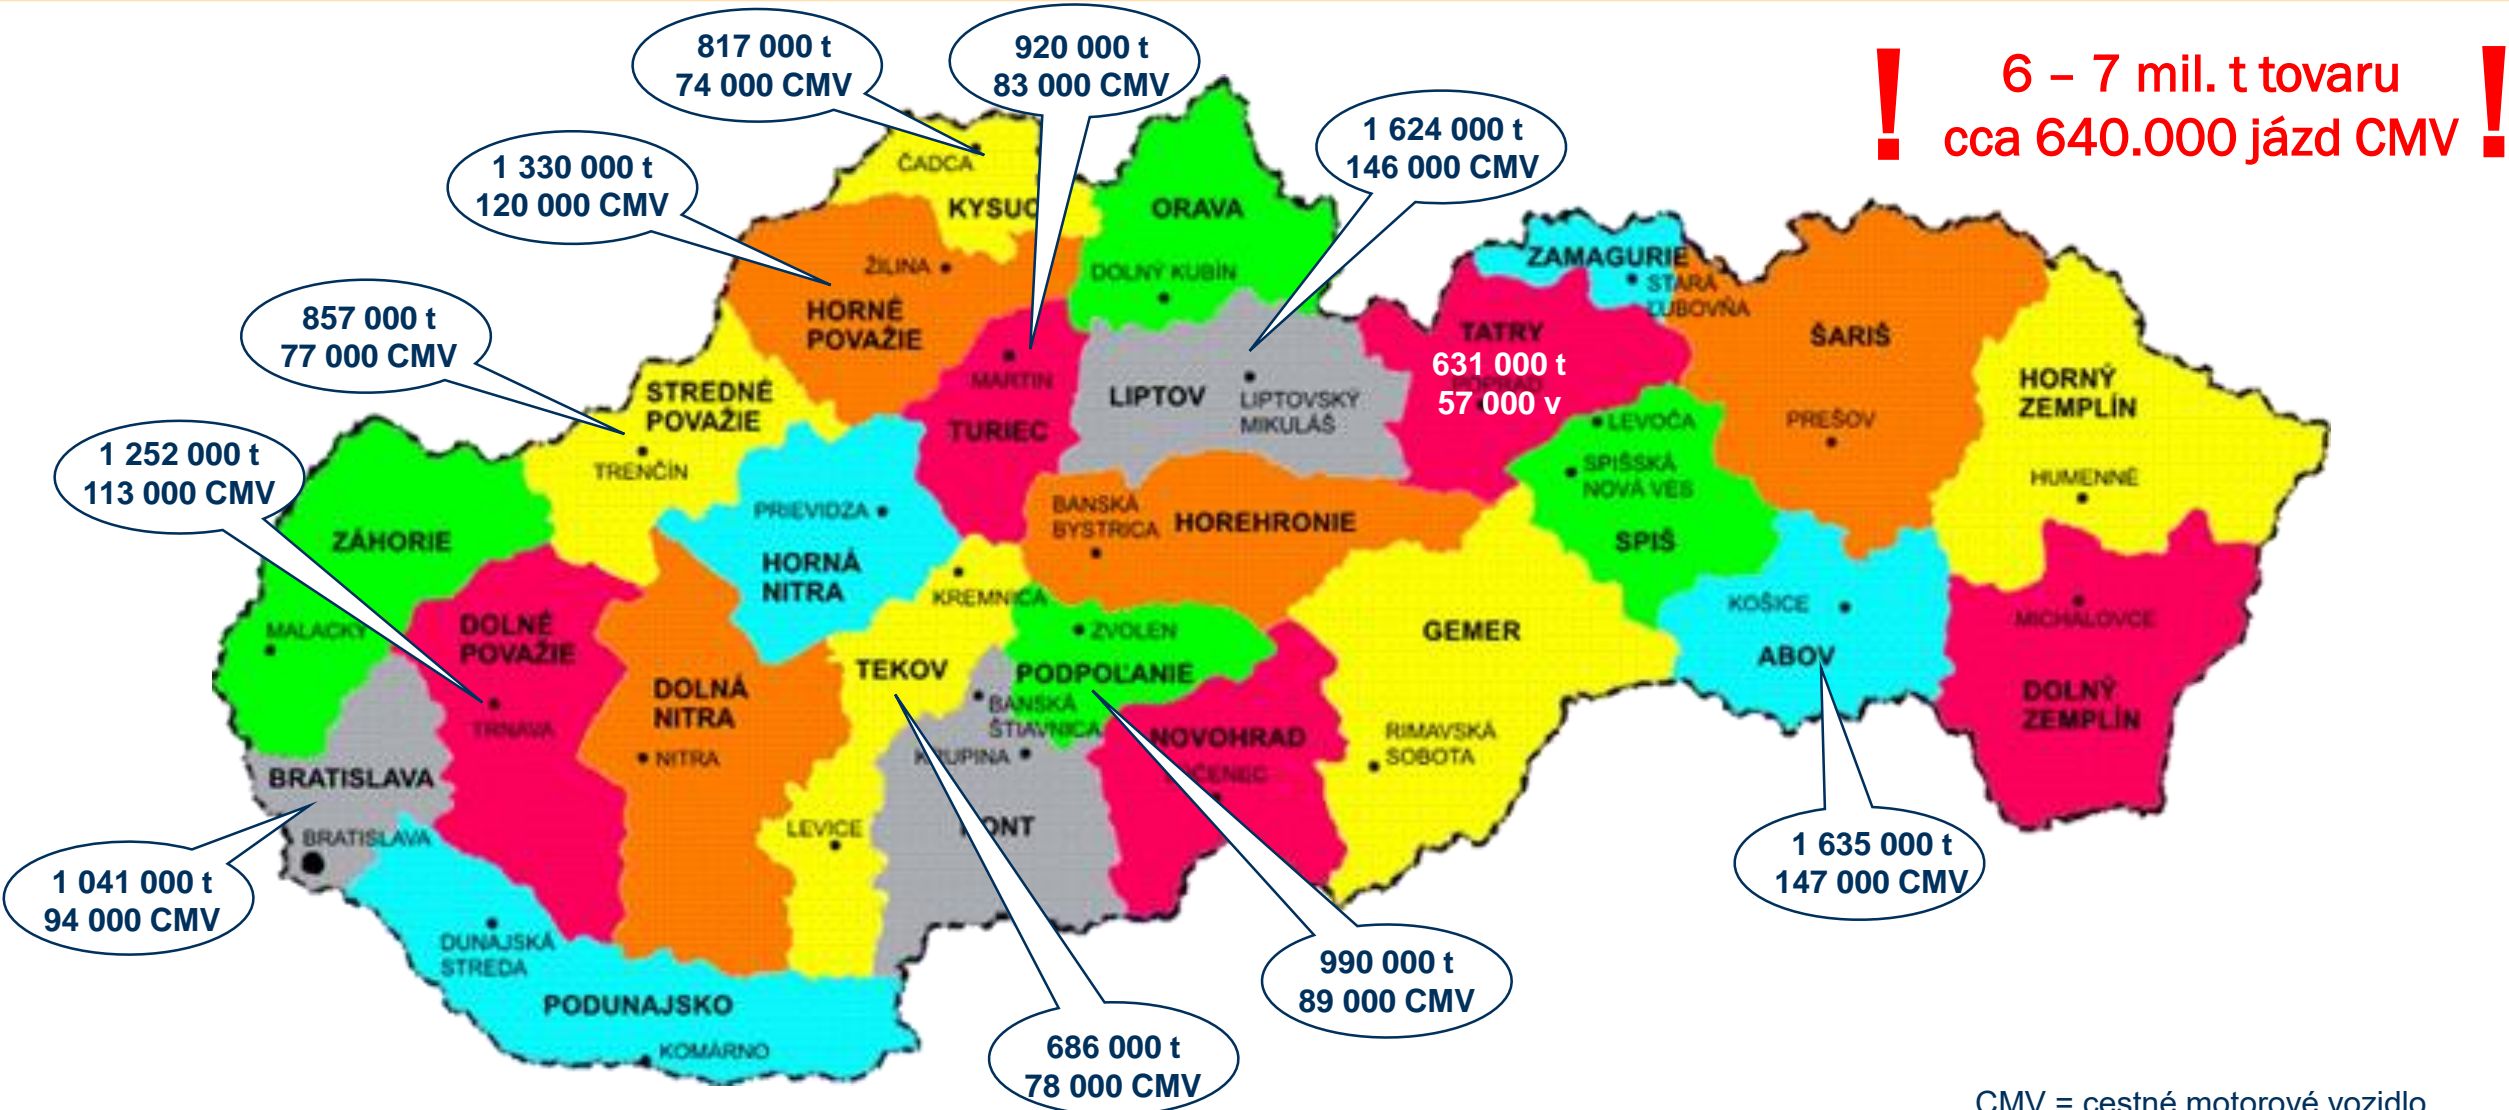 817 000 t
74 000 CMV
920 000 t
83 000 CMV
! 6 – 7 mil. t tovaru !
cca 640.000 jázd CMV
1 624 000 t
146 000 CMV
1 330 000 t
120 000 CMV
ČADCA
KYSUC
ORAVA
ZAMAGURIE
STARÁ
ĽUBOVŇA
ŽILINA
DOLNÝ KUBÍN
HORNÉ
POVAŽIE
857 000 t
77 000 CMV
TATRY
631 000 t
POPRAD
57 000 v
ŠARIŠ
MARTIN
TURIEC
LIPTOV
LIPTOVSKÝ
MIKULÁŠ
STREDNÉ
POVAŽIE
HORNÝ
ZEMPLÍN
LEVOČA
PREŠOV
1 252 000 t
113 000 CMV
TRENČÍN
SPIŠSKÁ
NOVÁ VES
HUMENNÉ
PRIEVIDZA
BANSKÁ
BYSTRICA
HOREHRONIE
ZÁHORIE
SPIŠ
HORNÁ
NITRA
KREMNICA
KOŠICE
MICHALOVCE
MALACKY
DOLNÉ
POVAŽIE
ZVOLEN
GEMER
TEKOV
PODPOĽANIE
ABOV
DOLNÁ
NITRA
BANSKÁ
ŠTIAVNICA
DOLNÝ
ZEMPLÍN
TRNAVA
NOVOHRAD
RIMAVSKÁ
SOBOTA
NITRA
KRUPINA
LUČENEC
BRATISLAVA
BRATISLAVA
LEVICE
HONT
1 635 000 t
147 000 CMV
1 041 000 t
94 000 CMV
DUNAJSKÁ
STREDA
990 000 t
89 000 CMV
PODUNAJSKO
KOMÁRNO
686 000 t
78 000 CMV
CMV = cestné motorové vozidlo